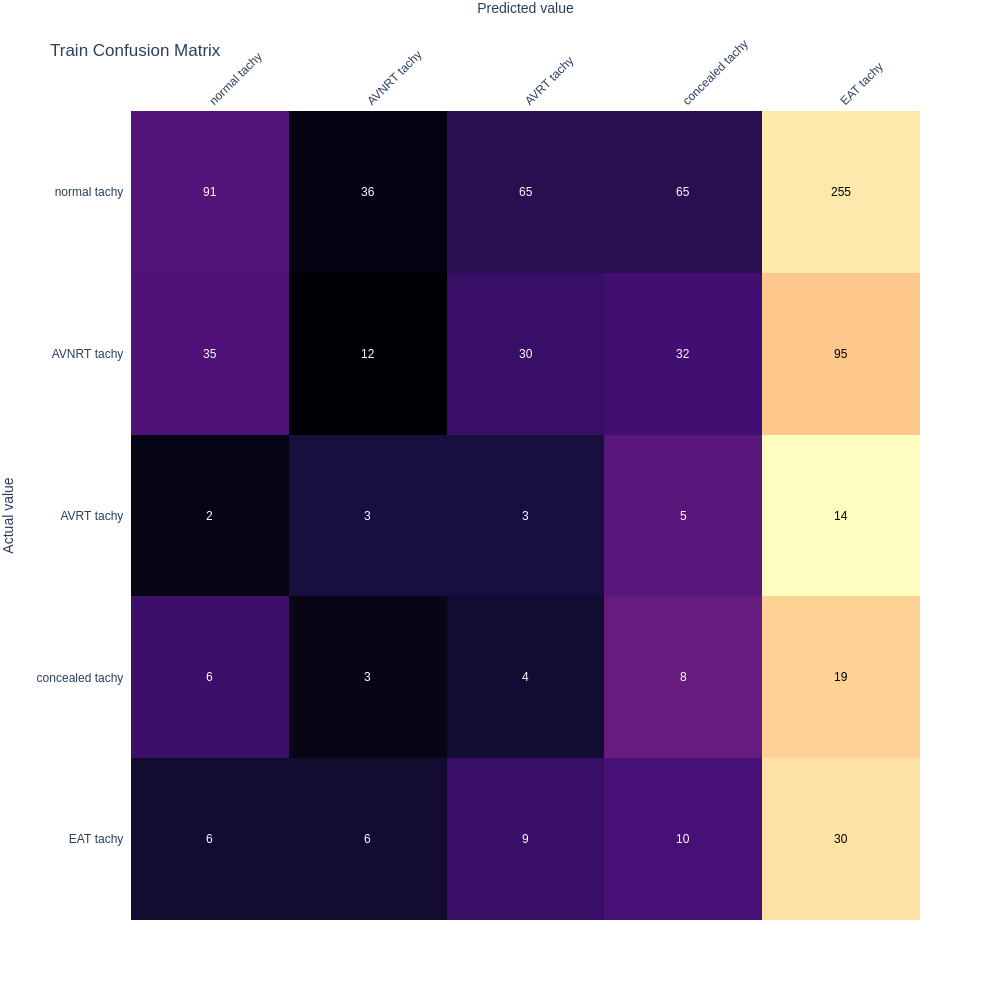 Predicted value
Train Confusion Matrix
normal tachy AVNRT tachy AVRT tachy concealed tachy EAT tachy
normal tachy 91 36 65 65 255
AVNRT tachy 35 12 30 32 95
AVRT tachy 2 3 3 5 14
concealed tachy 6 3 4 8 19
EAT tachy 6 6 9 10 30
Actual value